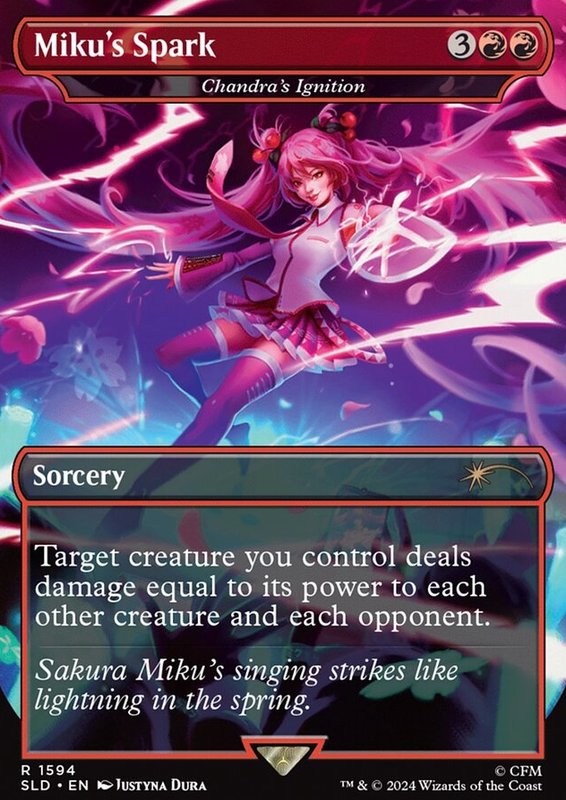 Miku's Spark 3
Chandra's Ignition
Sorcery
Target creature you control deals
damage equal to its power to each
other creature and each opponent.
Sakura Miku's singing strikes like
lightning in the spring.
R 1594
SLD • EN Justyna Dura
© CFM
™ & © 2024 Wizards of the Coast